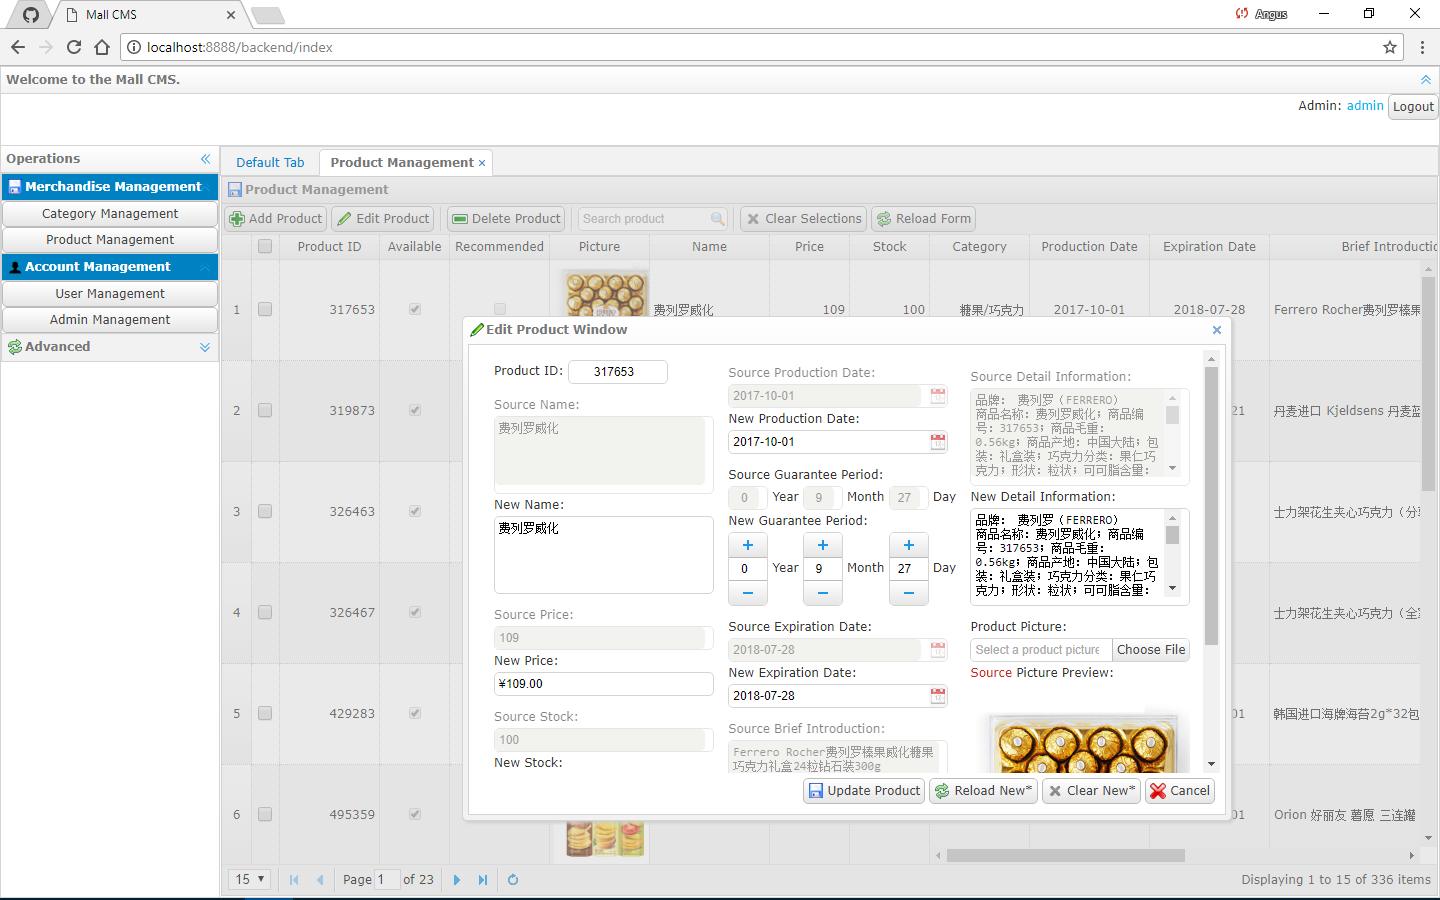 Mall CMS
Angus
localhost:8888/backend/index
Welcome to the Mall CMS.
Admin: admin Logout
Operations
Merchandise Management
Category Management
Product Management
Account Management
User Management
Admin Management
Advanced
Default Tab
Product Management
Product Management
Add Product
Edit Product
Delete Product
Search product
Clear Selections
Reload Form
Product ID Available Recommended Picture Name Price Stock Category Production Date Expiration Date Brief Introductio
1 317653 费列罗威化 109 100 糖果/巧克力 2017-10-01 2018-07-28 Ferrero Rocher费列罗榛果
2 319873 21 丹麦进口 Kjeldsens 丹麦蓝
3 326463 士力架花生夹心巧克力（分享
4 326467 士力架花生夹心巧克力（全家
5 429283 01 韩国进口海牌海苔2g*32包
6 495359 01 Orion 好丽友 薯愿 三连罐
Edit Product Window
Product ID: 317653
Source Name:
费列罗威化
New Name:
费列罗威化
Source Price:
109
New Price:
¥109.00
Source Stock:
100
New Stock:
Source Production Date:
2017-10-01
New Production Date:
2017-10-01
Source Guarantee Period:
0 Year 9 Month 27 Day
New Guarantee Period:
0 Year 9 Month 27 Day
Source Expiration Date:
2018-07-28
New Expiration Date:
2018-07-28
Source Brief Introduction:
Ferrero Rocher费列罗榛果威化糖果
巧克力礼盒24粒钻石装300g
Source Detail Information:
品牌： 费列罗（FERRERO）
商品名称：费列罗威化；商品编
号：317653；商品毛重：
0.56kg；商品产地：中国大陆；包
装：礼盒装；巧克力分类：果仁巧
克力；形状：粒状；可可脂含量：
New Detail Information:
品牌： 费列罗（FERRERO）
商品名称：费列罗威化；商品编
号：317653；商品毛重：
0.56kg；商品产地：中国大陆；包
装：礼盒装；巧克力分类：果仁巧
克力；形状：粒状；可可脂含量：
Product Picture:
Select a product picture Choose File
Source Picture Preview:
Update Product
Reload New*
Clear New*
Cancel
15 Page 1 of 23
Displaying 1 to 15 of 336 items